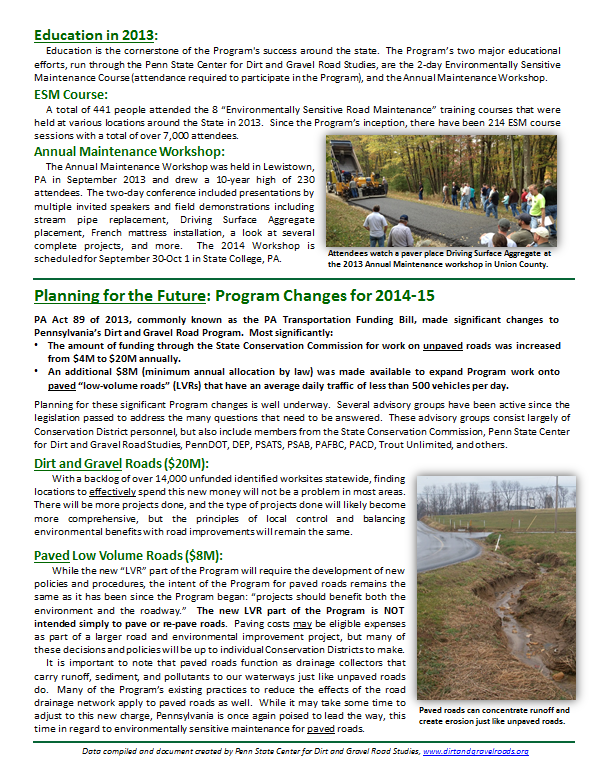 Education in 2013:
Education is the cornerstone of the Program's success around the state. The Program's two major educational
efforts, run through the Penn State Center for Dirt and Gravel Road Studies, are the 2-day Environmentally Sensitive
Maintenance Course (attendance required to participate in the Program), and the Annual Maintenance Workshop.
ESM Course:
A total of 441 people attended the 8 "Environmentally Sensitive Road Maintenance" training courses that were
held at various locations around the State in 2013. Since the Program's inception, there have been 214 ESM course
sessions with a total of over 7,000 attendees.
Annual Maintenance Workshop:
The Annual Maintenance Workshop was held in Lewistown,
PA in September 2013 and drew a 10-year high of 230
attendees. The two-day conference included presentations by
multiple invited speakers and field demonstrations including
stream pipe replacement, Driving Surface Aggregate
placement, French mattress installation, a look at several
complete projects, and more. The 2014 Workshop is
scheduled for September 30-Oct 1 in State College, PA.
Attendees watch a paver place Driving Surface Aggregate at
the 2013 Annual Maintenance workshop in Union County.
Planning for the Future: Program Changes for 2014-15
PA Act 89 of 2013, commonly known as the PA Transportation Funding Bill, made significant changes to
Pennsylvania's Dirt and Gravel Road Program. Most significantly:
• The amount of funding through the State Conservation Commission for work on unpaved roads was increased
from $4M to $20M annually.
• An additional $8M (minimum annual allocation by law) was made available to expand Program work onto
paved "low-volume roads" (LVRs) that have an average daily traffic of less than 500 vehicles per day.
Planning for these significant Program changes is well underway. Several advisory groups have been active since the
legislation passed to address the many questions that need to be answered. These advisory groups consist largely of
Conservation District personnel, but also include members from the State Conservation Commission, Penn State Center
for Dirt and Gravel Road Studies, PennDOT, DEP, PSATS, PSAB, PAFBC, PACD, Trout Unlimited, and others.
Dirt and Gravel Roads ($20M):
With a backlog of over 14,000 unfunded identified worksites statewide, finding
locations to effectively spend this new money will not be a problem in most areas.
There will be more projects done, and the type of projects done will likely become
more comprehensive, but the principles of local control and balancing
environmental benefits with road improvements will remain the same.
Paved Low Volume Roads ($8M):
While the new "LVR" part of the Program will require the development of new
policies and procedures, the intent of the Program for paved roads remains the
same as it has been since the Program began: "projects should benefit both the
environment and the roadway." The new LVR part of the Program is NOT
intended simply to pave or re-pave roads. Paving costs may be eligible expenses
as part of a larger road and environmental improvement project, but many of
these decisions and policies will be up to individual Conservation Districts to make.
It is important to note that paved roads function as drainage collectors that
carry runoff, sediment, and pollutants to our waterways just like unpaved roads
do. Many of the Program's existing practices to reduce the effects of the road
drainage network apply to paved roads as well. While it may take some time to
adjust to this new charge, Pennsylvania is once again poised to lead the way, this
time in regard to environmentally sensitive maintenance for paved roads.
Paved roads can concentrate runoff and
create erosion just like unpaved roads.
Data compiled and document created by Penn State Center for Dirt and Gravel Road Studies, www.dirtandgravelroads.org